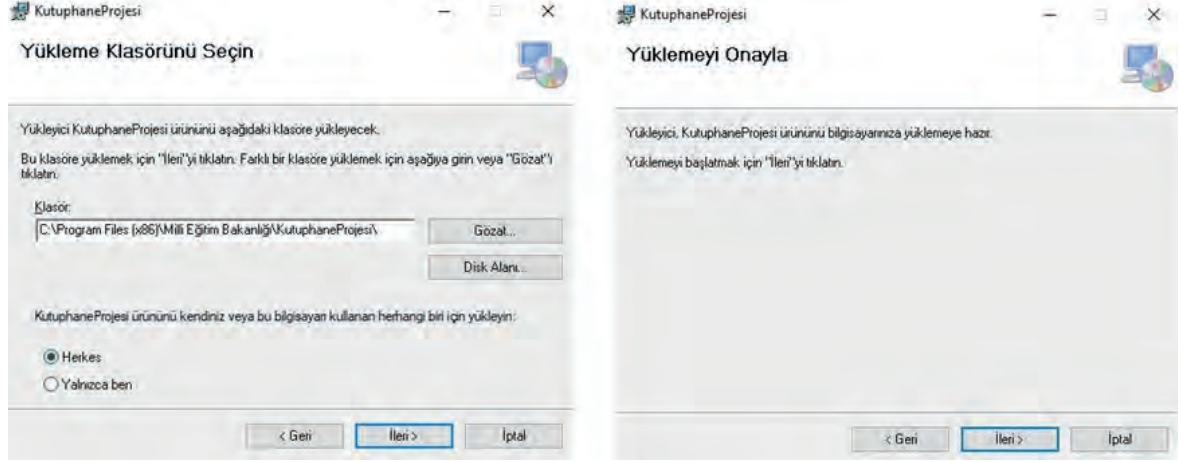 KutuphaneProjesi
Yükleme Klasörünü Seçin
Yükleyici KutuphaneProjesi ürününü aşağıdaki klasöre yükleyecek.
Bu klasöre yüklemek için "İleri"yi tıklatın. Farklı bir klasöre yüklemek için aşağıya girin veya "Gözat"ı
tıklatın.
Klasör:
C:\Program Files (x86)\Milli Eğitim Bakanlığı\KutuphaneProjesi\
Gözat...
Disk Alanı...
KutuphaneProjesi ürününü kendiniz veya bu bilgisayarı kullanan herhangi biri için yükleyin:
Herkes
Yalnızca ben
< Geri
İleri >
İptal
KutuphaneProjesi
Yüklemeyi Onayla
Yükleyici, KutuphaneProjesi ürününü bilgisayarınıza yüklemeye hazır.
Yüklemeyi başlatmak için "İleri"yi tıklatın.
< Geri
İleri >
İptal